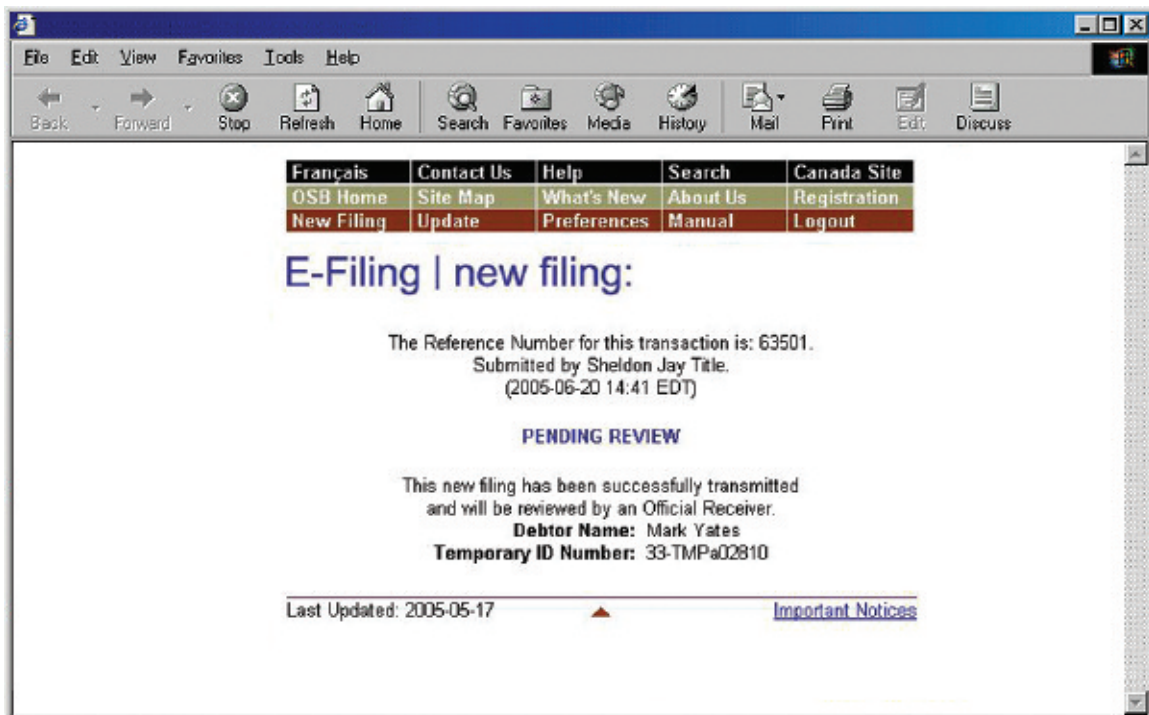 File Edit View Favorites Tools Help
Back Forward Stop Refresh Home Search Favorites Media History Mail Print Edit Discuss
Français Contact Us Help Search Canada Site
OSB Home Site Map What's New About Us Registration
New Filing Update Preferences Manual Logout
E-Filing | new filing:
The Reference Number for this transaction is: 63501.
Submitted by Sheldon Jay Title.
(2005-06-20 14:41 EDT)
PENDING REVIEW
This new filing has been successfully transmitted
and will be reviewed by an Official Receiver.
Debtor Name: Mark Yates
Temporary ID Number: 33-TMPa02810
Last Updated: 2005-05-17 Important Notices